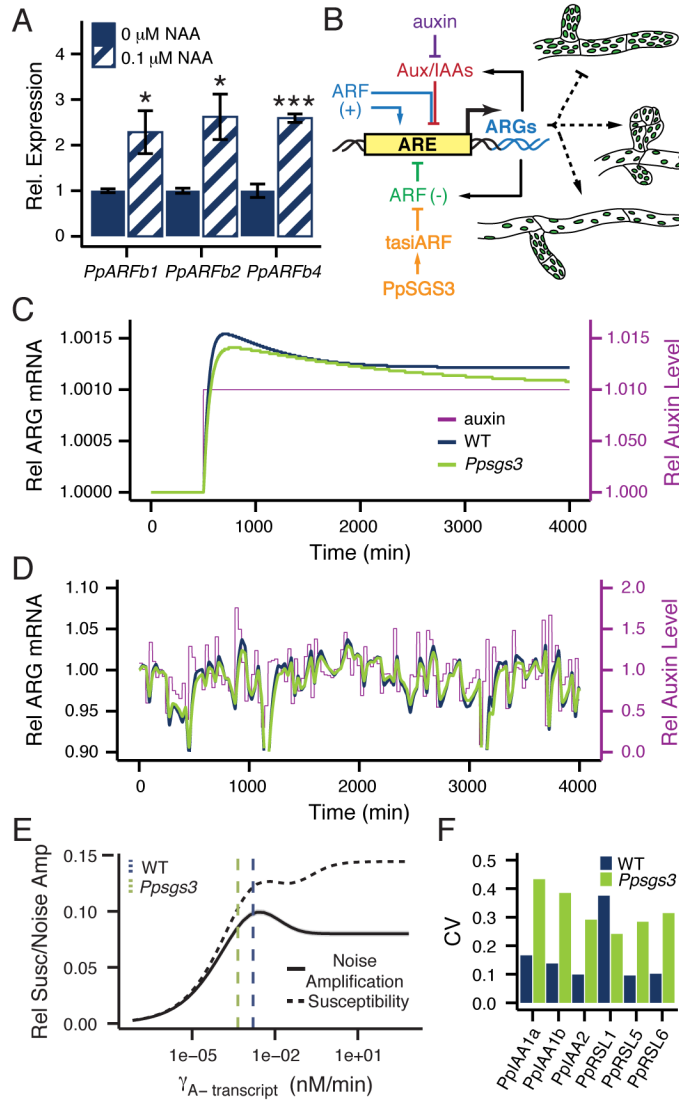 A
0 μM NAA
0.1 μM NAA
Rel. Expression
6
4
2
1
0
*
*
***
PpARFb1 PpARFb2 PpARFb4
B
auxin
Aux/IAAs
ARF
(+)
ARGs
ARE
ARF (-)
tasiARF
PpSGS3
C
Rel ARG mRNA
1.0015
1.0010
1.0005
1.0000
1.015
1.010
1.050
1.000
Rel Auxin Level
auxin
WT
Ppsgs3
0 1000 2000 3000 4000
Time (min)
D
Rel ARG mRNA
1.10
1.00
0.95
0.90
2.0
1.5
1.0
0.5
0.0
Rel Auxin Level
0 1000 2000 3000 4000
Time (min)
E
Rel Susc/Noise Amp
0.15
0.10
0.05
0.00
WT
Ppsgs3
Noise
Amplification
Susceptibility
1e-05 1e-02 1e+01
γA– transcript (nM/min)
F
CV
0.5
0.4
0.3
0.2
0.1
0.0
WT
Ppsgs3
PpIAA1a
PpIAA1b
PpIAA2
PpRSL1
PpRSL5
PpRSL6